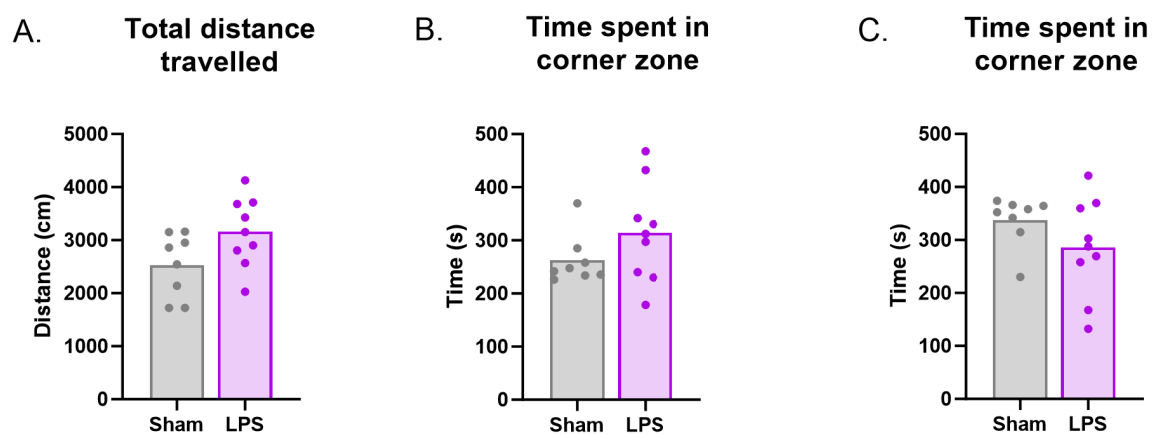 A.
Total distance
travelled
Distance (cm)
5000
4000
3000
2000
1000
0
Sham
LPS
B.
Time spent in
corner zone
Time (s)
500
400
300
200
100
0
Sham
LPS
C.
Time spent in
corner zone
Time (s)
500
400
300
200
100
0
Sham
LPS